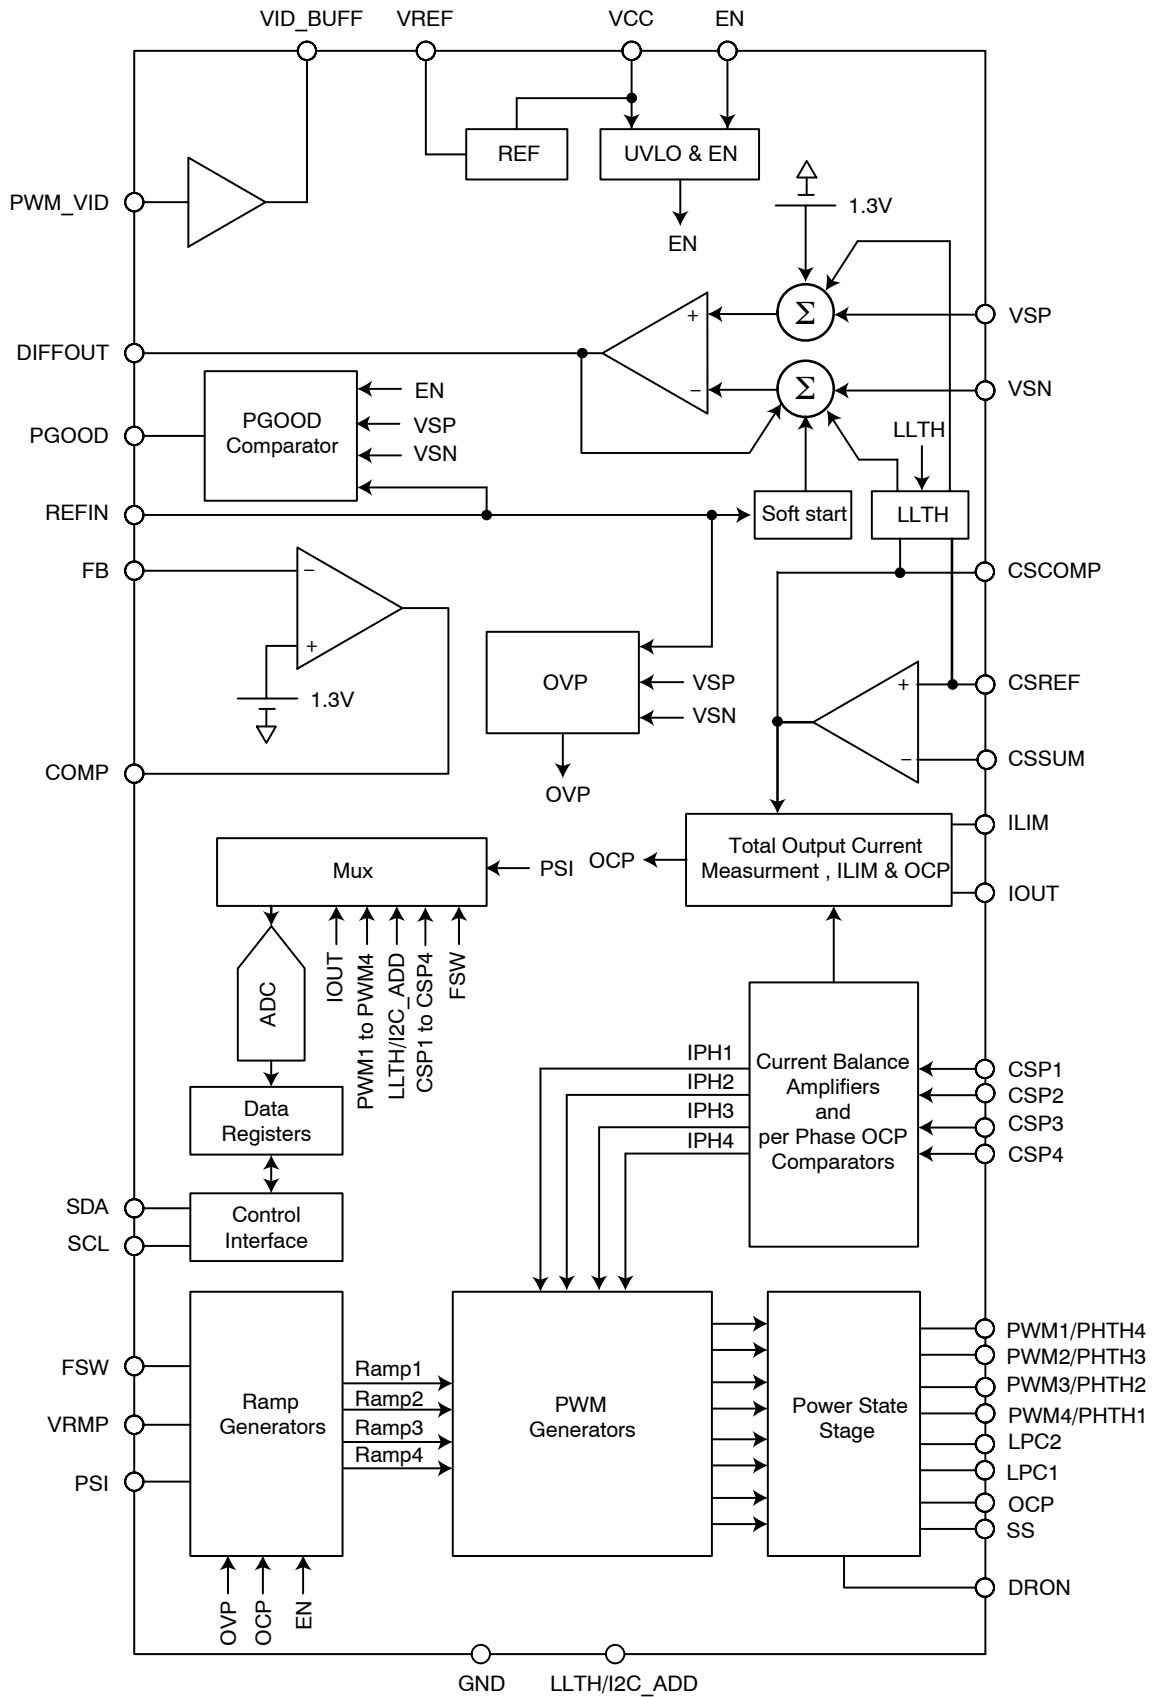 VID_BUFF VREF VCC EN
REF
UVLO & EN
PWM_VID
1.3V
EN
Σ
VSP
+
DIFFOUT
Σ
VSN
−
EN
PGOOD
Comparator
VSP
LLTH
PGOOD
VSN
REFIN
Soft start
LLTH
FB
−
CSCOMP
+
OVP
VSP
+
CSREF
1.3V
VSN
COMP
−
CSSUM
OVP
ILIM
Total Output Current
Measurment , ILIM & OCP
OCP
Mux
PSI
IOUT
IOUT
PWM1 to PWM4
LLTH/I2C_ADD
CSP1 to CSP4
FSW
ADC
IPH1
IPH2
IPH3
IPH4
Current Balance
Amplifiers
and
per Phase OCP
Comparators
CSP1
CSP2
CSP3
CSP4
Data
Registers
SDA
SCL
Control
Interface
FSW
VRMP
PSI
Ramp
Generators
Ramp1
Ramp2
Ramp3
Ramp4
PWM
Generators
Power State
Stage
PWM1/PHTH4
PWM2/PHTH3
PWM3/PHTH2
PWM4/PHTH1
LPC2
LPC1
OCP
SS
DRON
OVP
OCP
EN
GND LLTH/I2C_ADD